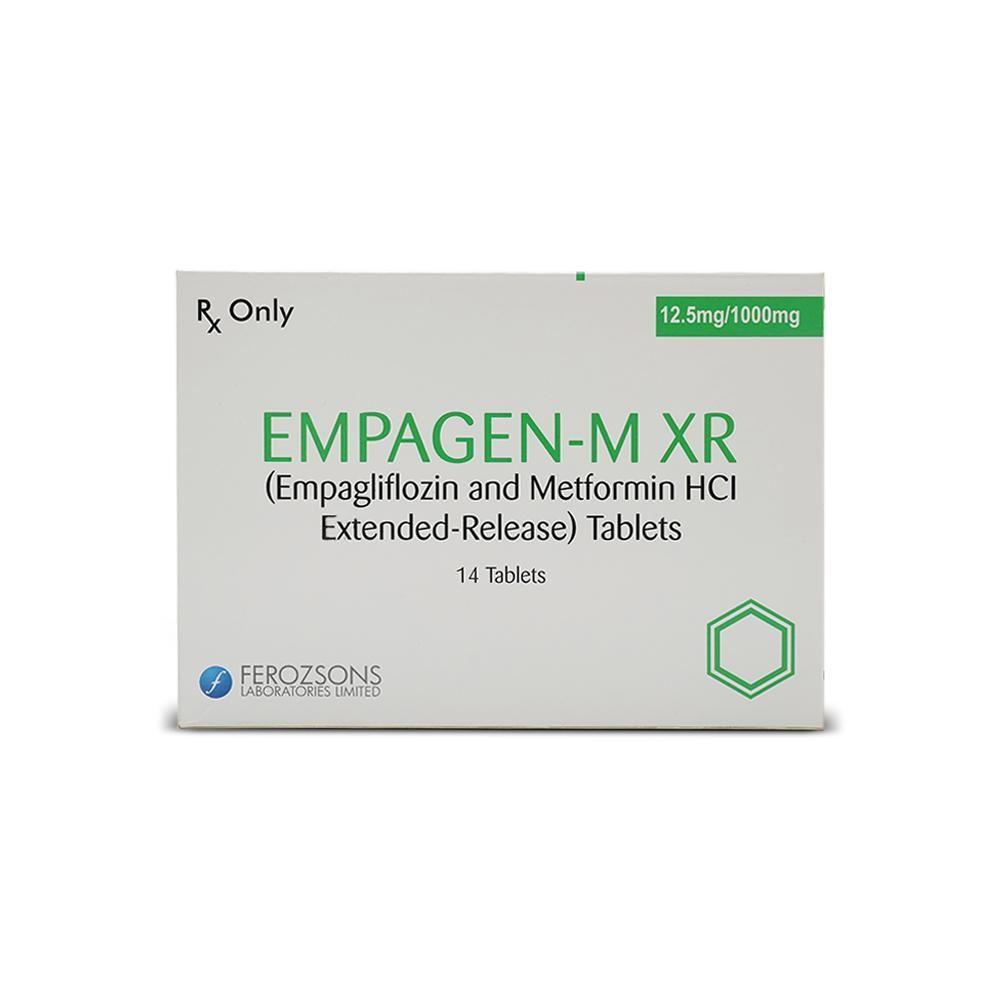 Rx Only
12.5mg/1000mg
EMPAGEN-M XR
(Empagliflozin and Metformin HCl
Extended-Release) Tablets
14 Tablets
f
FEROZSONS
LABORATORIES LIMITED